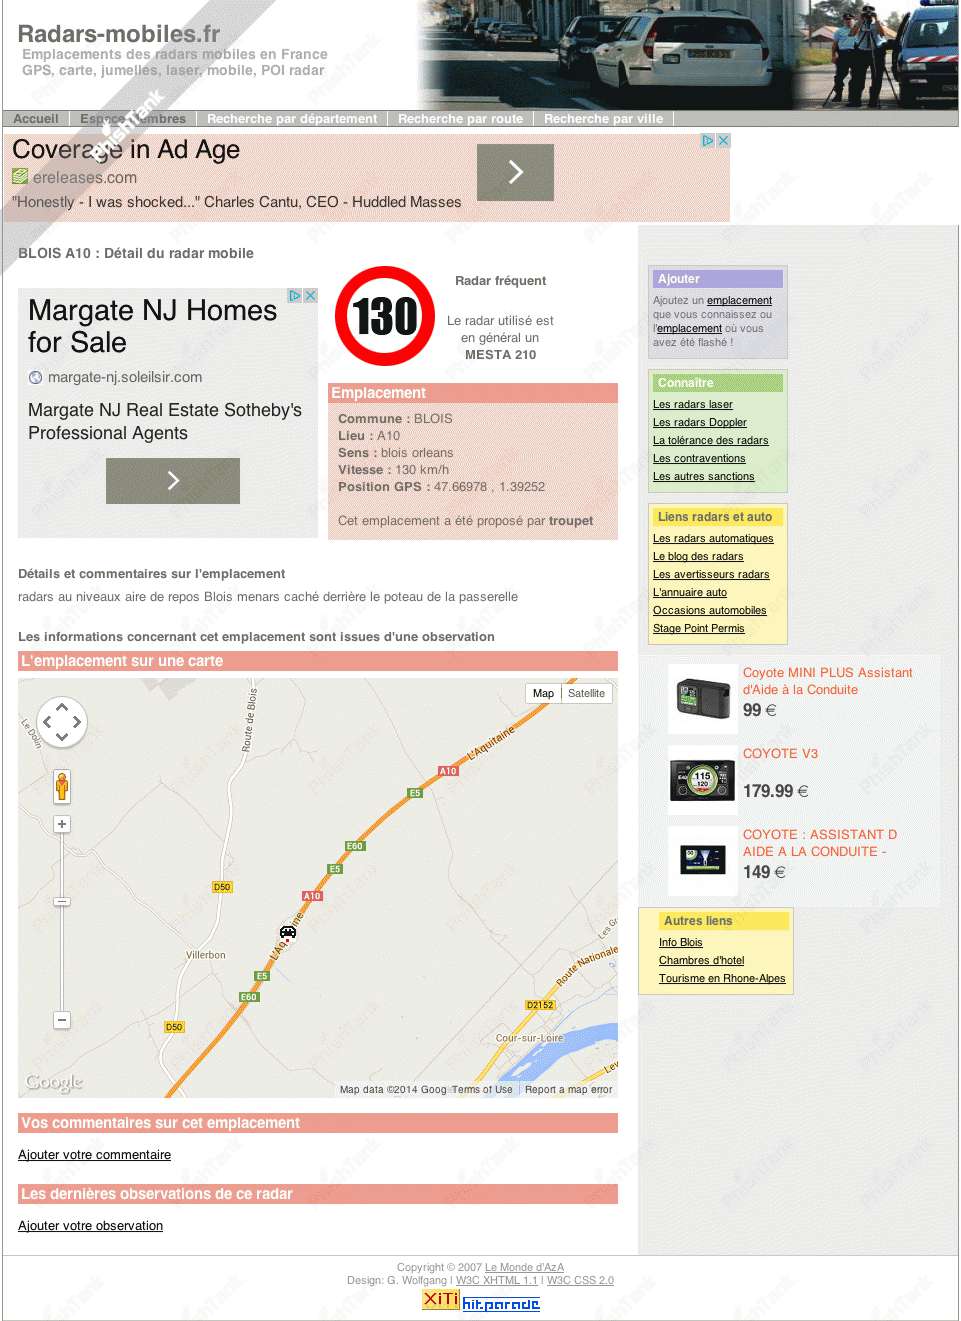 Radars-mobiles.fr
Emplacements des radars mobiles en France
GPS, carte, jumelles, laser, mobile, POI radar
PhishTank
Accueil
Espace Membres
Recherche par département
Recherche par route
Recherche par ville
Coverage in Ad Age
ereleases.com
"Honestly - I was shocked..." Charles Cantu, CEO - Huddled Masses
BLOIS A10 : Détail du radar mobile
Margate NJ Homes
for Sale
margate-nj.soleilsir.com
Margate NJ Real Estate Sotheby's
Professional Agents
130
Radar fréquent
Le radar utilisé est
en général un
MESTA 210
Emplacement
Commune : BLOIS
Lieu : A10
Sens : blois orleans
Vitesse : 130 km/h
Position GPS : 47.66978 , 1.39252
Cet emplacement a été proposé par troupet
Détails et commentaires sur l'emplacement
radars au niveaux aire de repos Blois menars caché derrière le poteau de la passerelle
Les informations concernant cet emplacement sont issues d'une observation
L'emplacement sur une carte
Map
Satellite
Le Doin
Route de Blois
L'Aquitaine
A10
E5
E60
E5
D50
A10
L'Aquitaine
Villerbon
E5
E60
D50
Route Nationale
D2152
Cour-sur-Loire
Google
Map data ©2014 Goog
Terms of Use
Report a map error
Vos commentaires sur cet emplacement
Ajouter votre commentaire
Les dernières observations de ce radar
Ajouter votre observation
Ajouter
Ajoutez un emplacement
que vous connaissez ou
l'emplacement où vous
avez été flashé !
Connaître
Les radars laser
Les radars Doppler
La tolérance des radars
Les contraventions
Les autres sanctions
Liens radars et auto
Les radars automatiques
Le blog des radars
Les avertisseurs radars
L'annuaire auto
Occasions automobiles
Stage Point Permis
Coyote MINI PLUS Assistant
d'Aide à la Conduite
99 €
COYOTE V3
179.99 €
COYOTE : ASSISTANT D
AIDE A LA CONDUITE -
149 €
Autres liens
Info Blois
Chambres d'hotel
Tourisme en Rhone-Alpes
Copyright © 2007 Le Monde d'AzA
Design: G. Wolfgang | W3C XHTML 1.1 | W3C CSS 2.0
XiTi
hit.parade